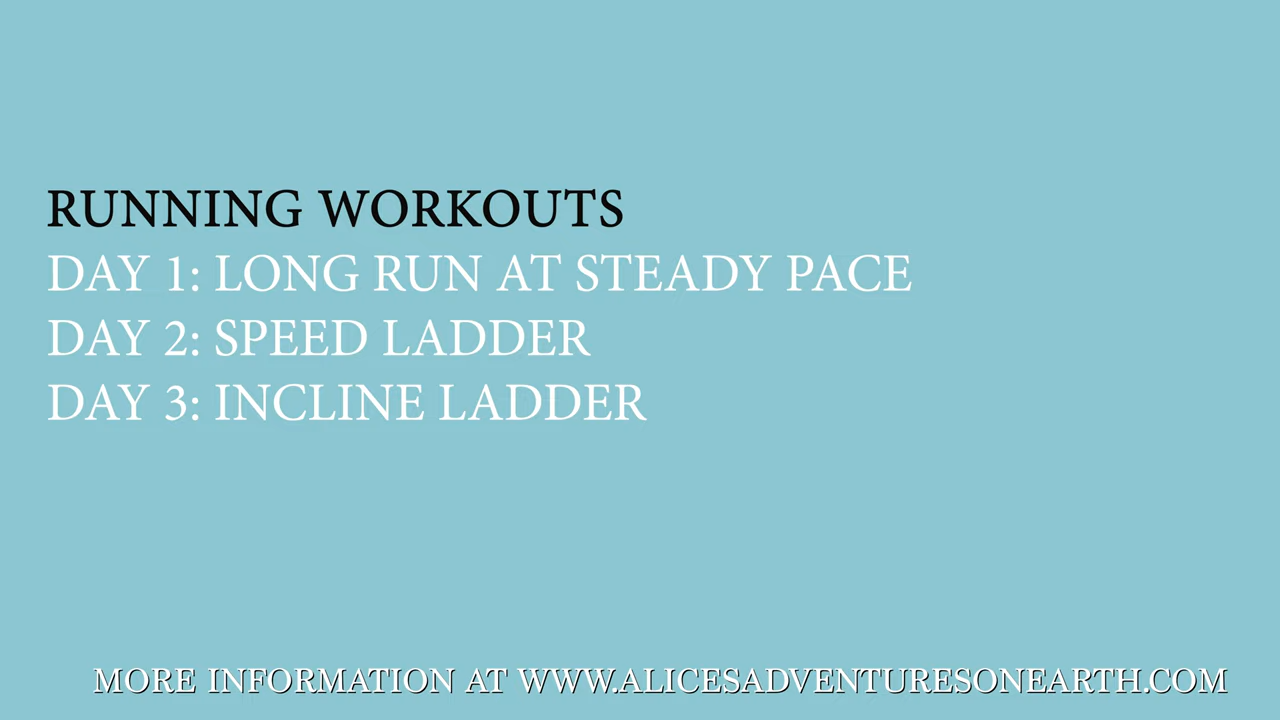 RUNNING WORKOUTS
DAY 1: LONG RUN AT STEADY PACE
DAY 2: SPEED LADDER
DAY 3: INCLINE LADDER
MORE INFORMATION AT WWW.ALICESADVENTURESONEARTH.COM